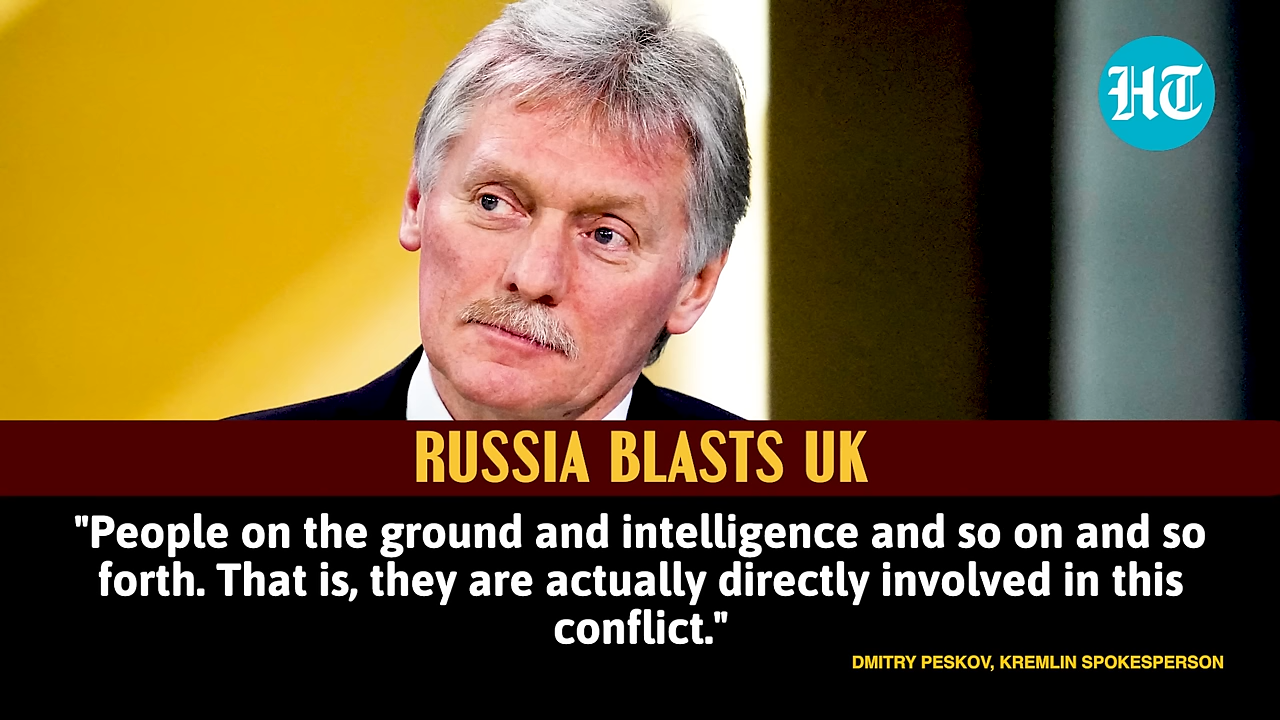 HT
RUSSIA BLASTS UK
"People on the ground and intelligence and so on and so
forth. That is, they are actually directly involved in this
conflict."
DMITRY PESKOV, KREMLIN SPOKESPERSON